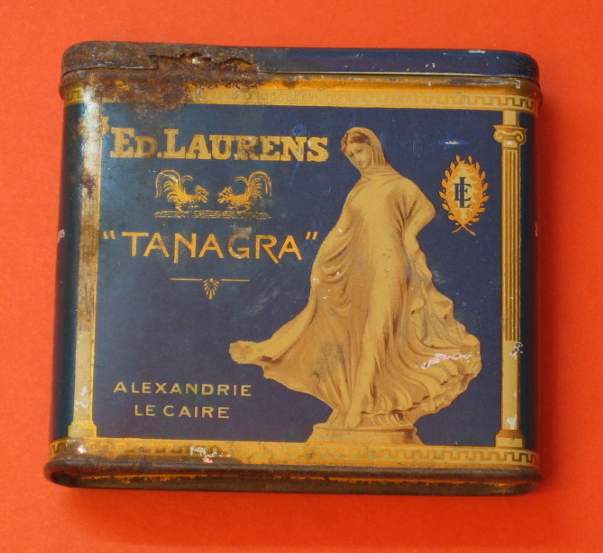 ED. LAURENS
"TANAGRA"
ALEXANDRIE
LE CAIRE